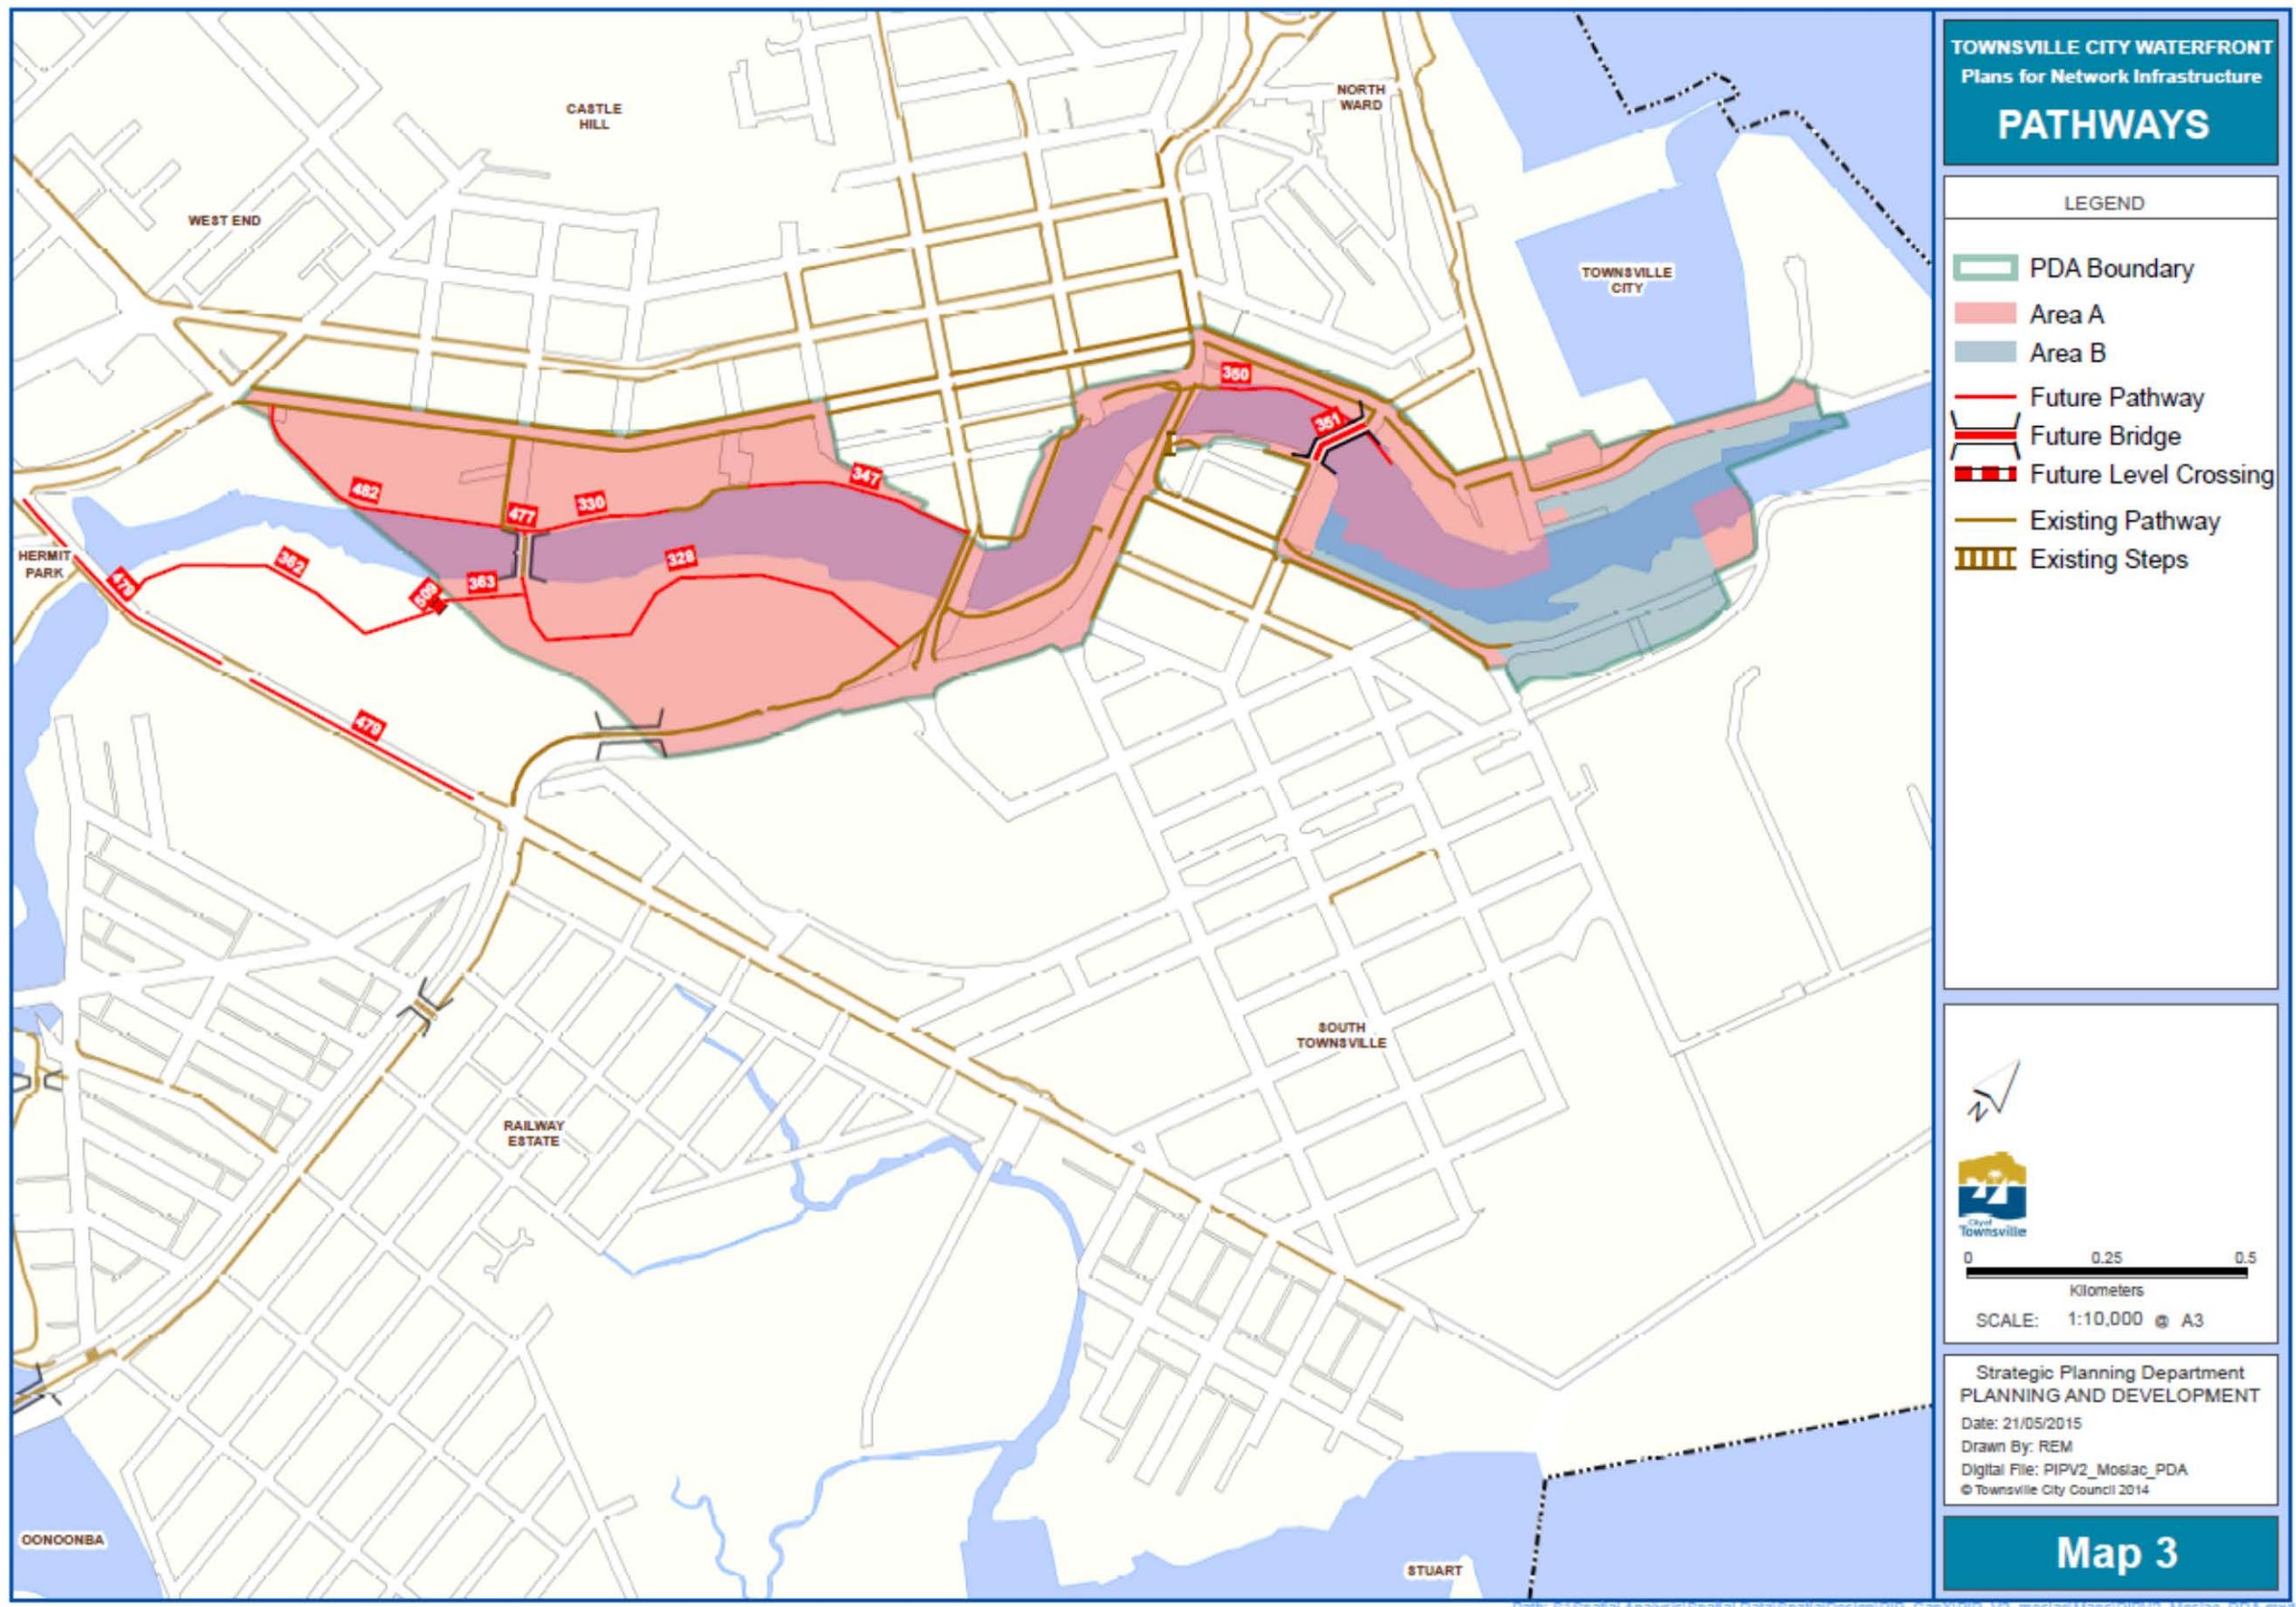 CASTLE
HILL
NORTH
WARD
WEST END
TOWNSVILLE
CITY
350
351
482
477
330
347
HERMIT
PARK
479
362
509
363
328
479
SOUTH
TOWNSVILLE
RAILWAY
ESTATE
OONOONBA
STUART
TOWNSVILLE CITY WATERFRONT
Plans for Network Infrastructure
PATHWAYS
LEGEND
PDA Boundary
Area A
Area B
Future Pathway
Future Bridge
Future Level Crossing
Existing Pathway
Existing Steps
N
City of
Townsville
0 0.25 0.5
Kilometers
SCALE: 1:10,000 @ A3
Strategic Planning Department
PLANNING AND DEVELOPMENT
Date: 21/05/2015
Drawn By: REM
Digital File: PIPV2_Mosiac_PDA
© Townsville City Council 2014
Map 3